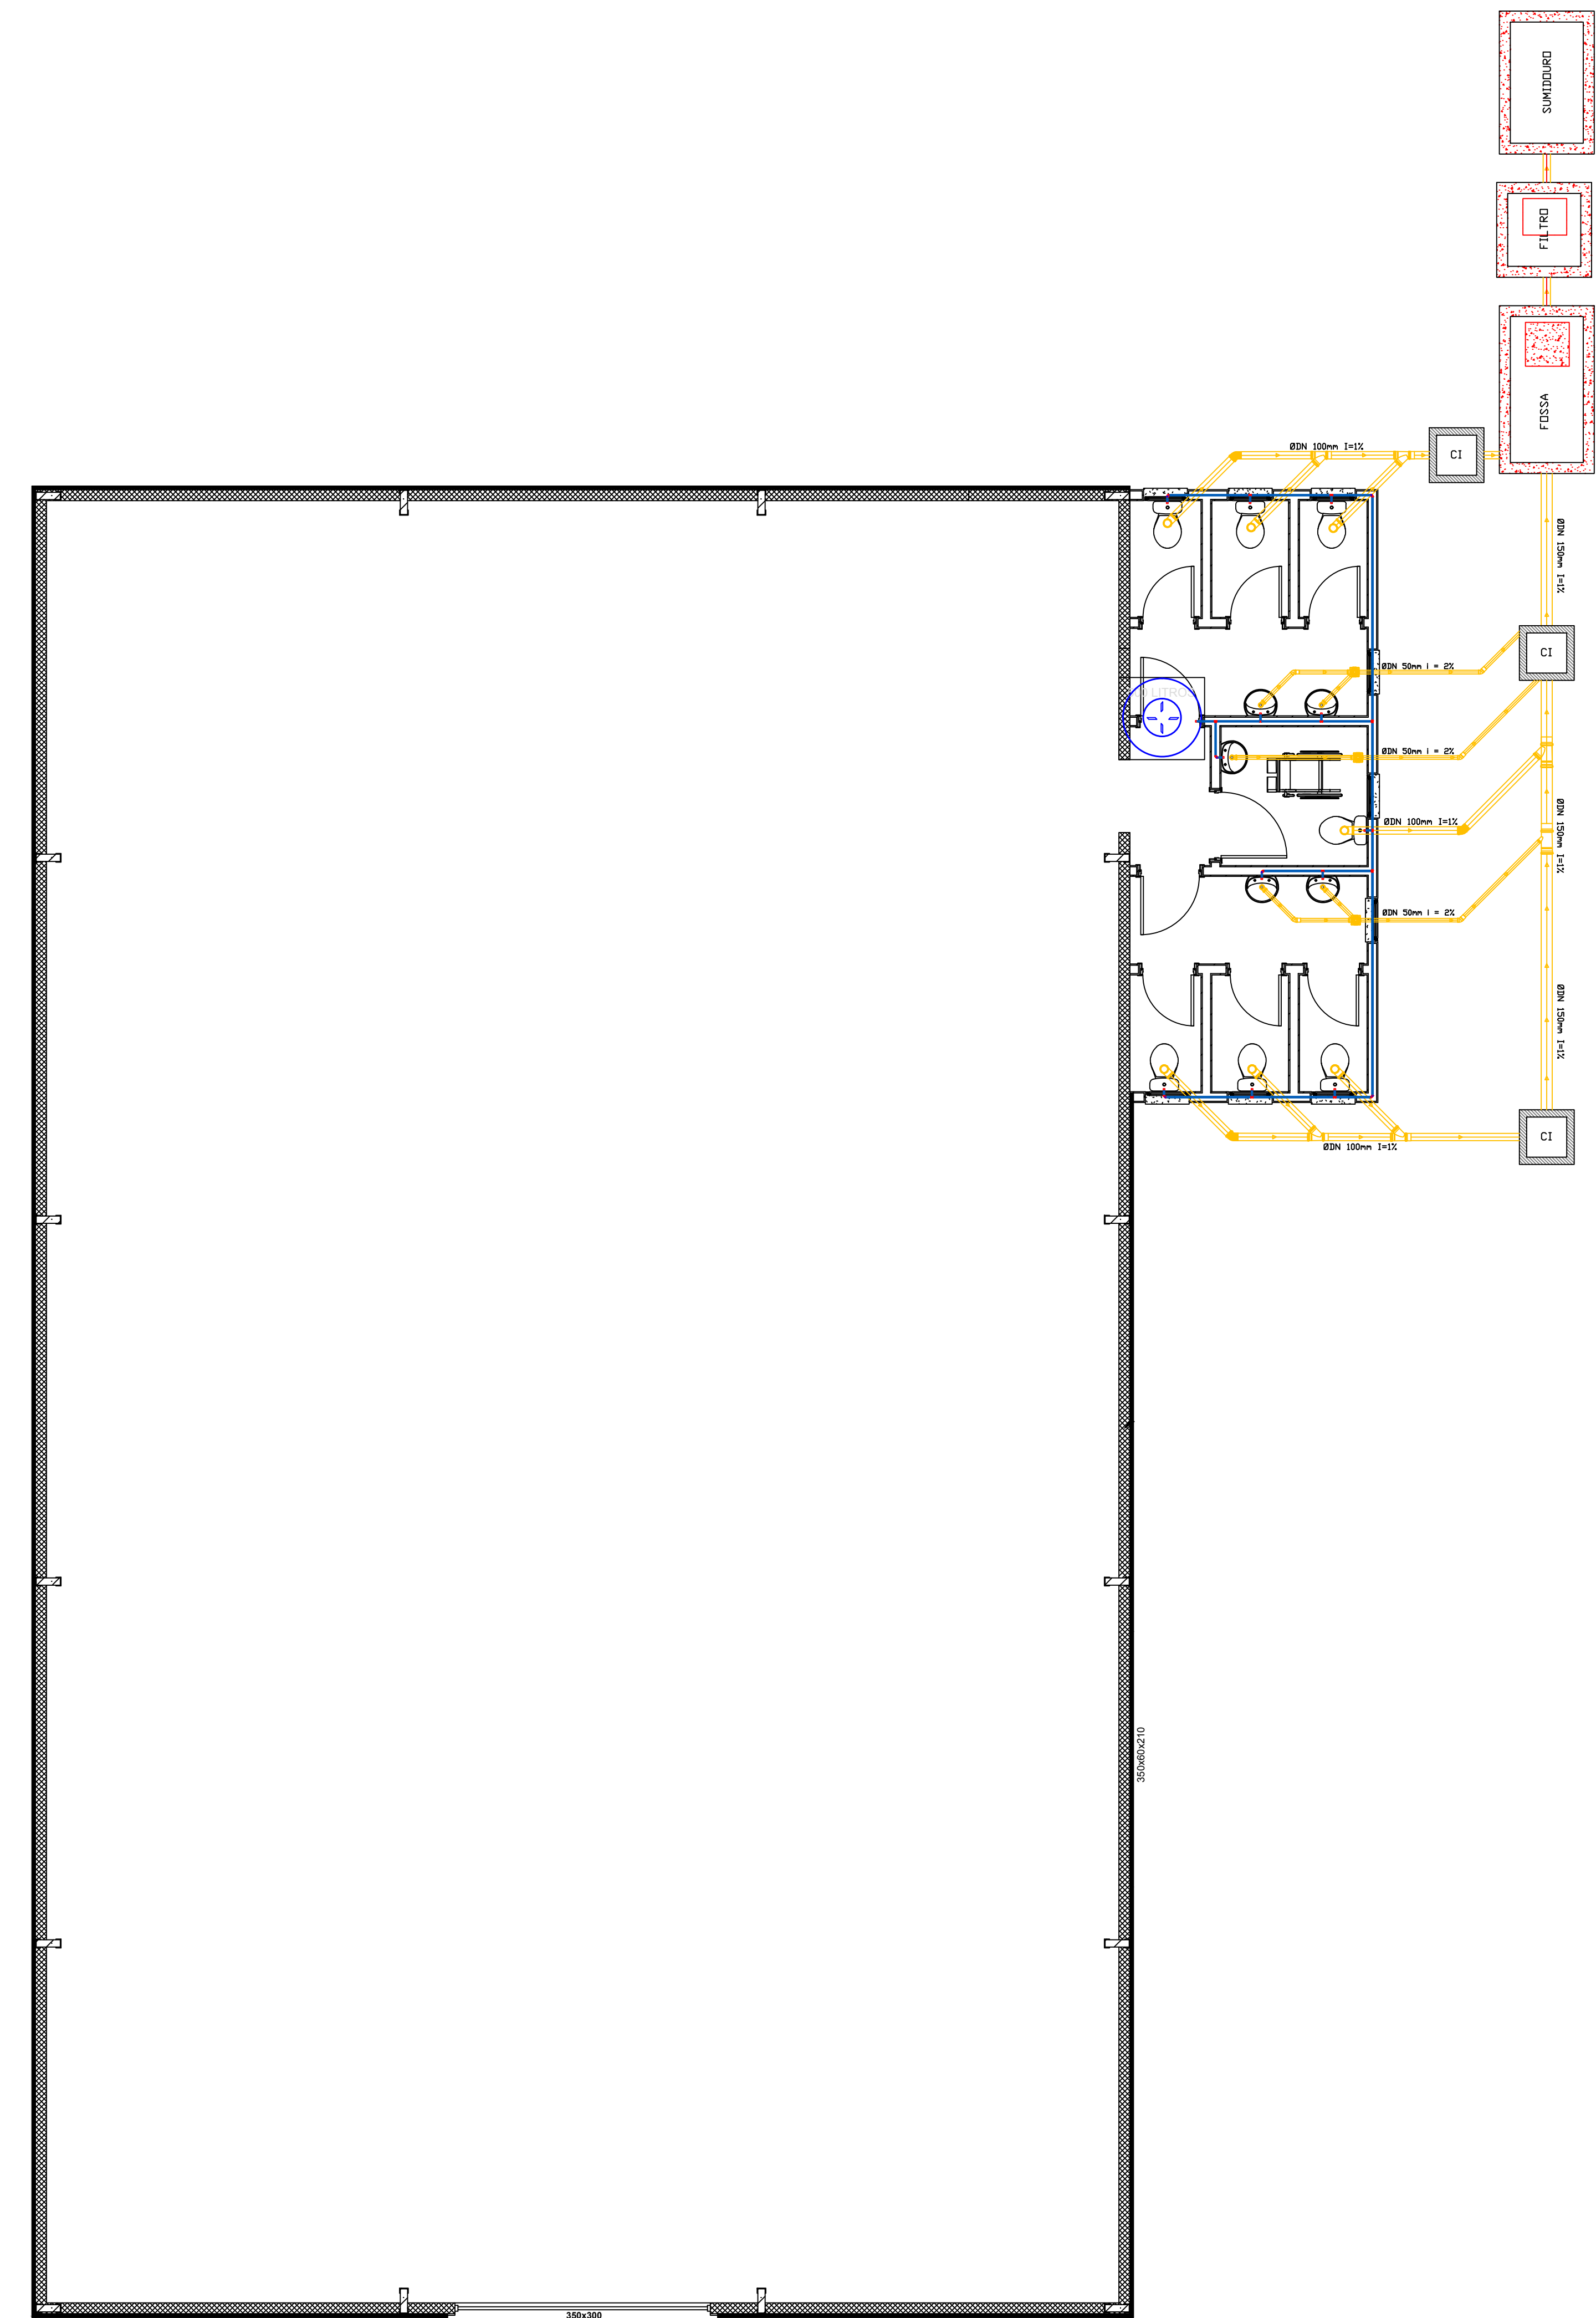 SUMIDOURO
FILTRO
FOSSA
ØDN 100mm I=1%
CI
ØDN 150mm I=1%
CI
ØDN 50mm i = 2%
LITROS
ØDN 50mm i = 2%
ØDN 100mm I=1%
ØDN 150mm I=1%
ØDN 50mm i = 2%
ØDN 150mm I=1%
CI
ØDN 100mm I=1%
350x60x210
350x300